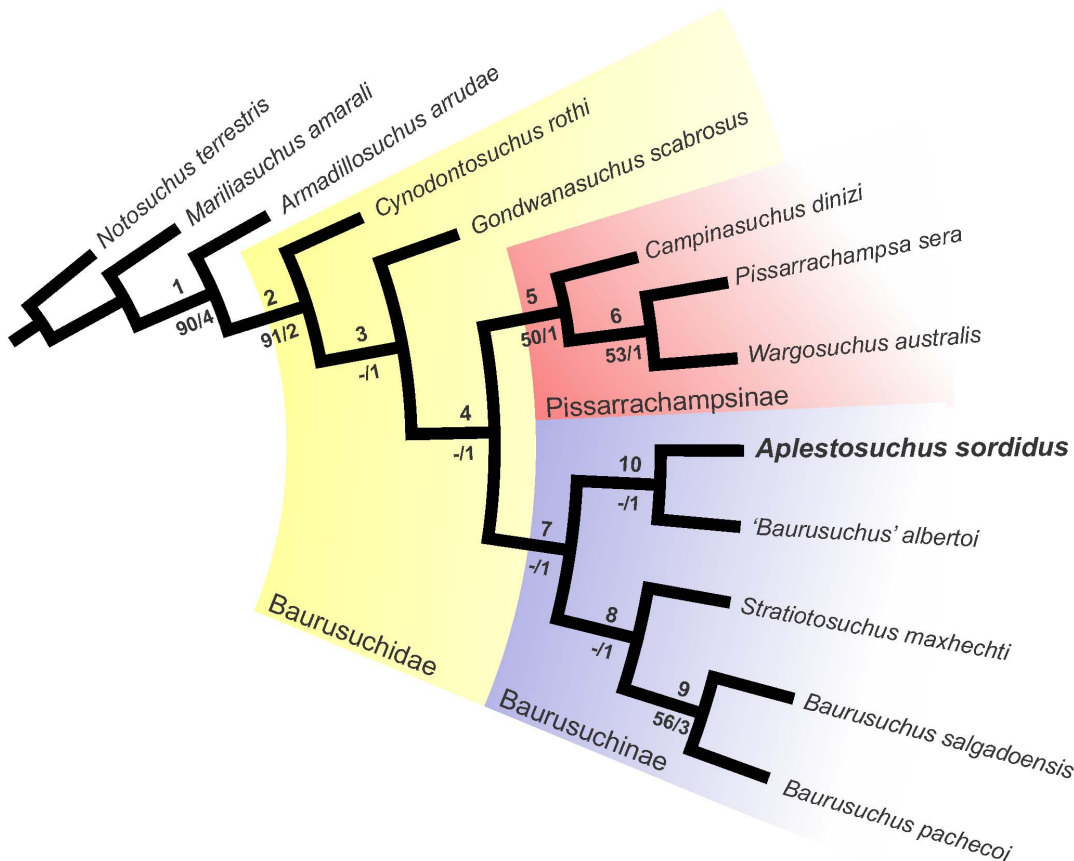 Notosuchus terrestris
Mariliasuchus amarali
Armadillosuchus arrudae
Cynodontosuchus rothi
Gondwanasuchus scabrosus
Campinasuchus dinizi
Pissarrachampsa sera
Wargosuchus australis
Pissarrachampsinae
Aplestosuchus sordidus
‘Baurusuchus’ albertoi
Stratiotosuchus maxhechti
Baurusuchus salgadoensis
Baurusuchus pachecoi
Baurusuchidae
Baurusuchinae
1
90/4
2
91/2
3
-/1
4
-/1
5
50/1
6
53/1
7
-/1
8
-/1
9
56/3
10
-/1